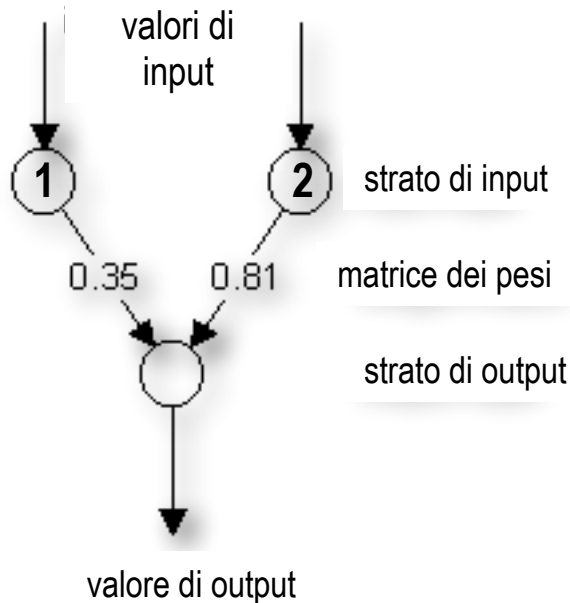 valori di
input
1
2
strato di input
0.35
0.81
matrice dei pesi
strato di output
valore di output